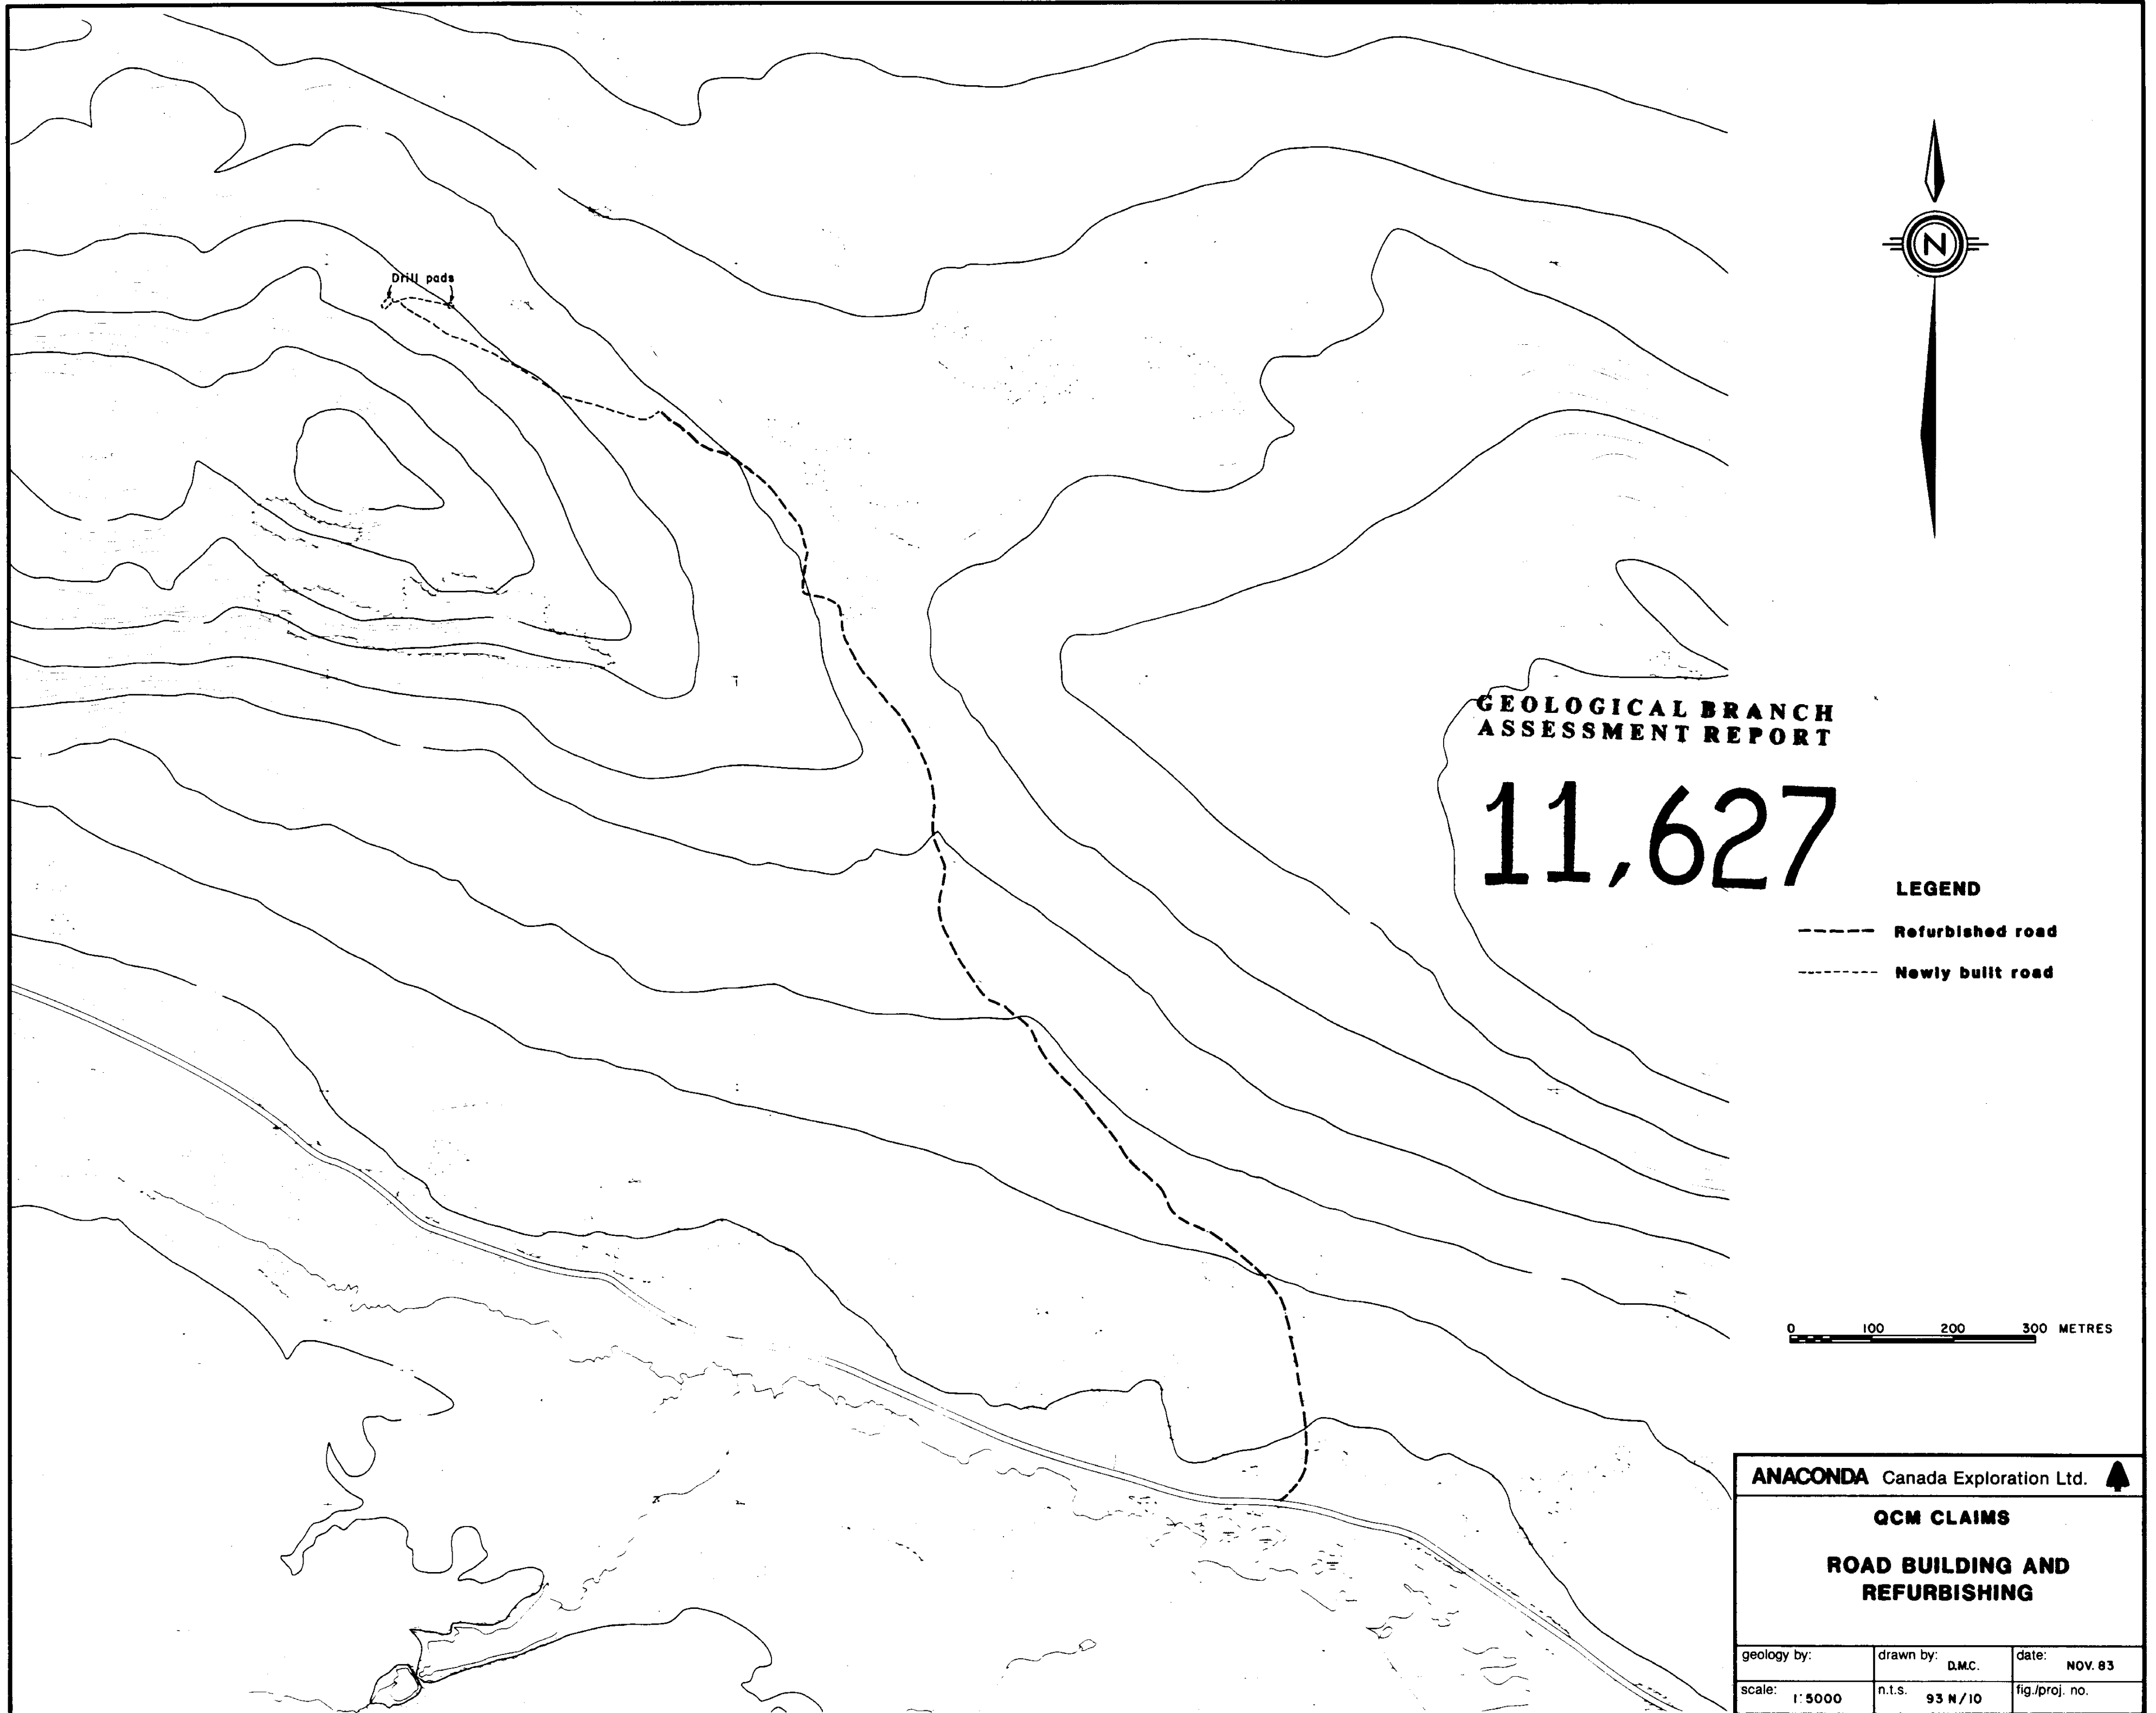 Drill pads
N
GEOLOGICAL BRANCH
ASSESSMENT REPORT
11,627
LEGEND
Refurbished road
Newly built road
0 100 200 300 METRES
ANACONDA Canada Exploration Ltd.
QCM CLAIMS
ROAD BUILDING AND
REFURBISHING
geology by:
drawn by: D.M.C.
date: NOV. 83
scale: 1:5000
n.t.s. 93 N/10
fig./proj. no.